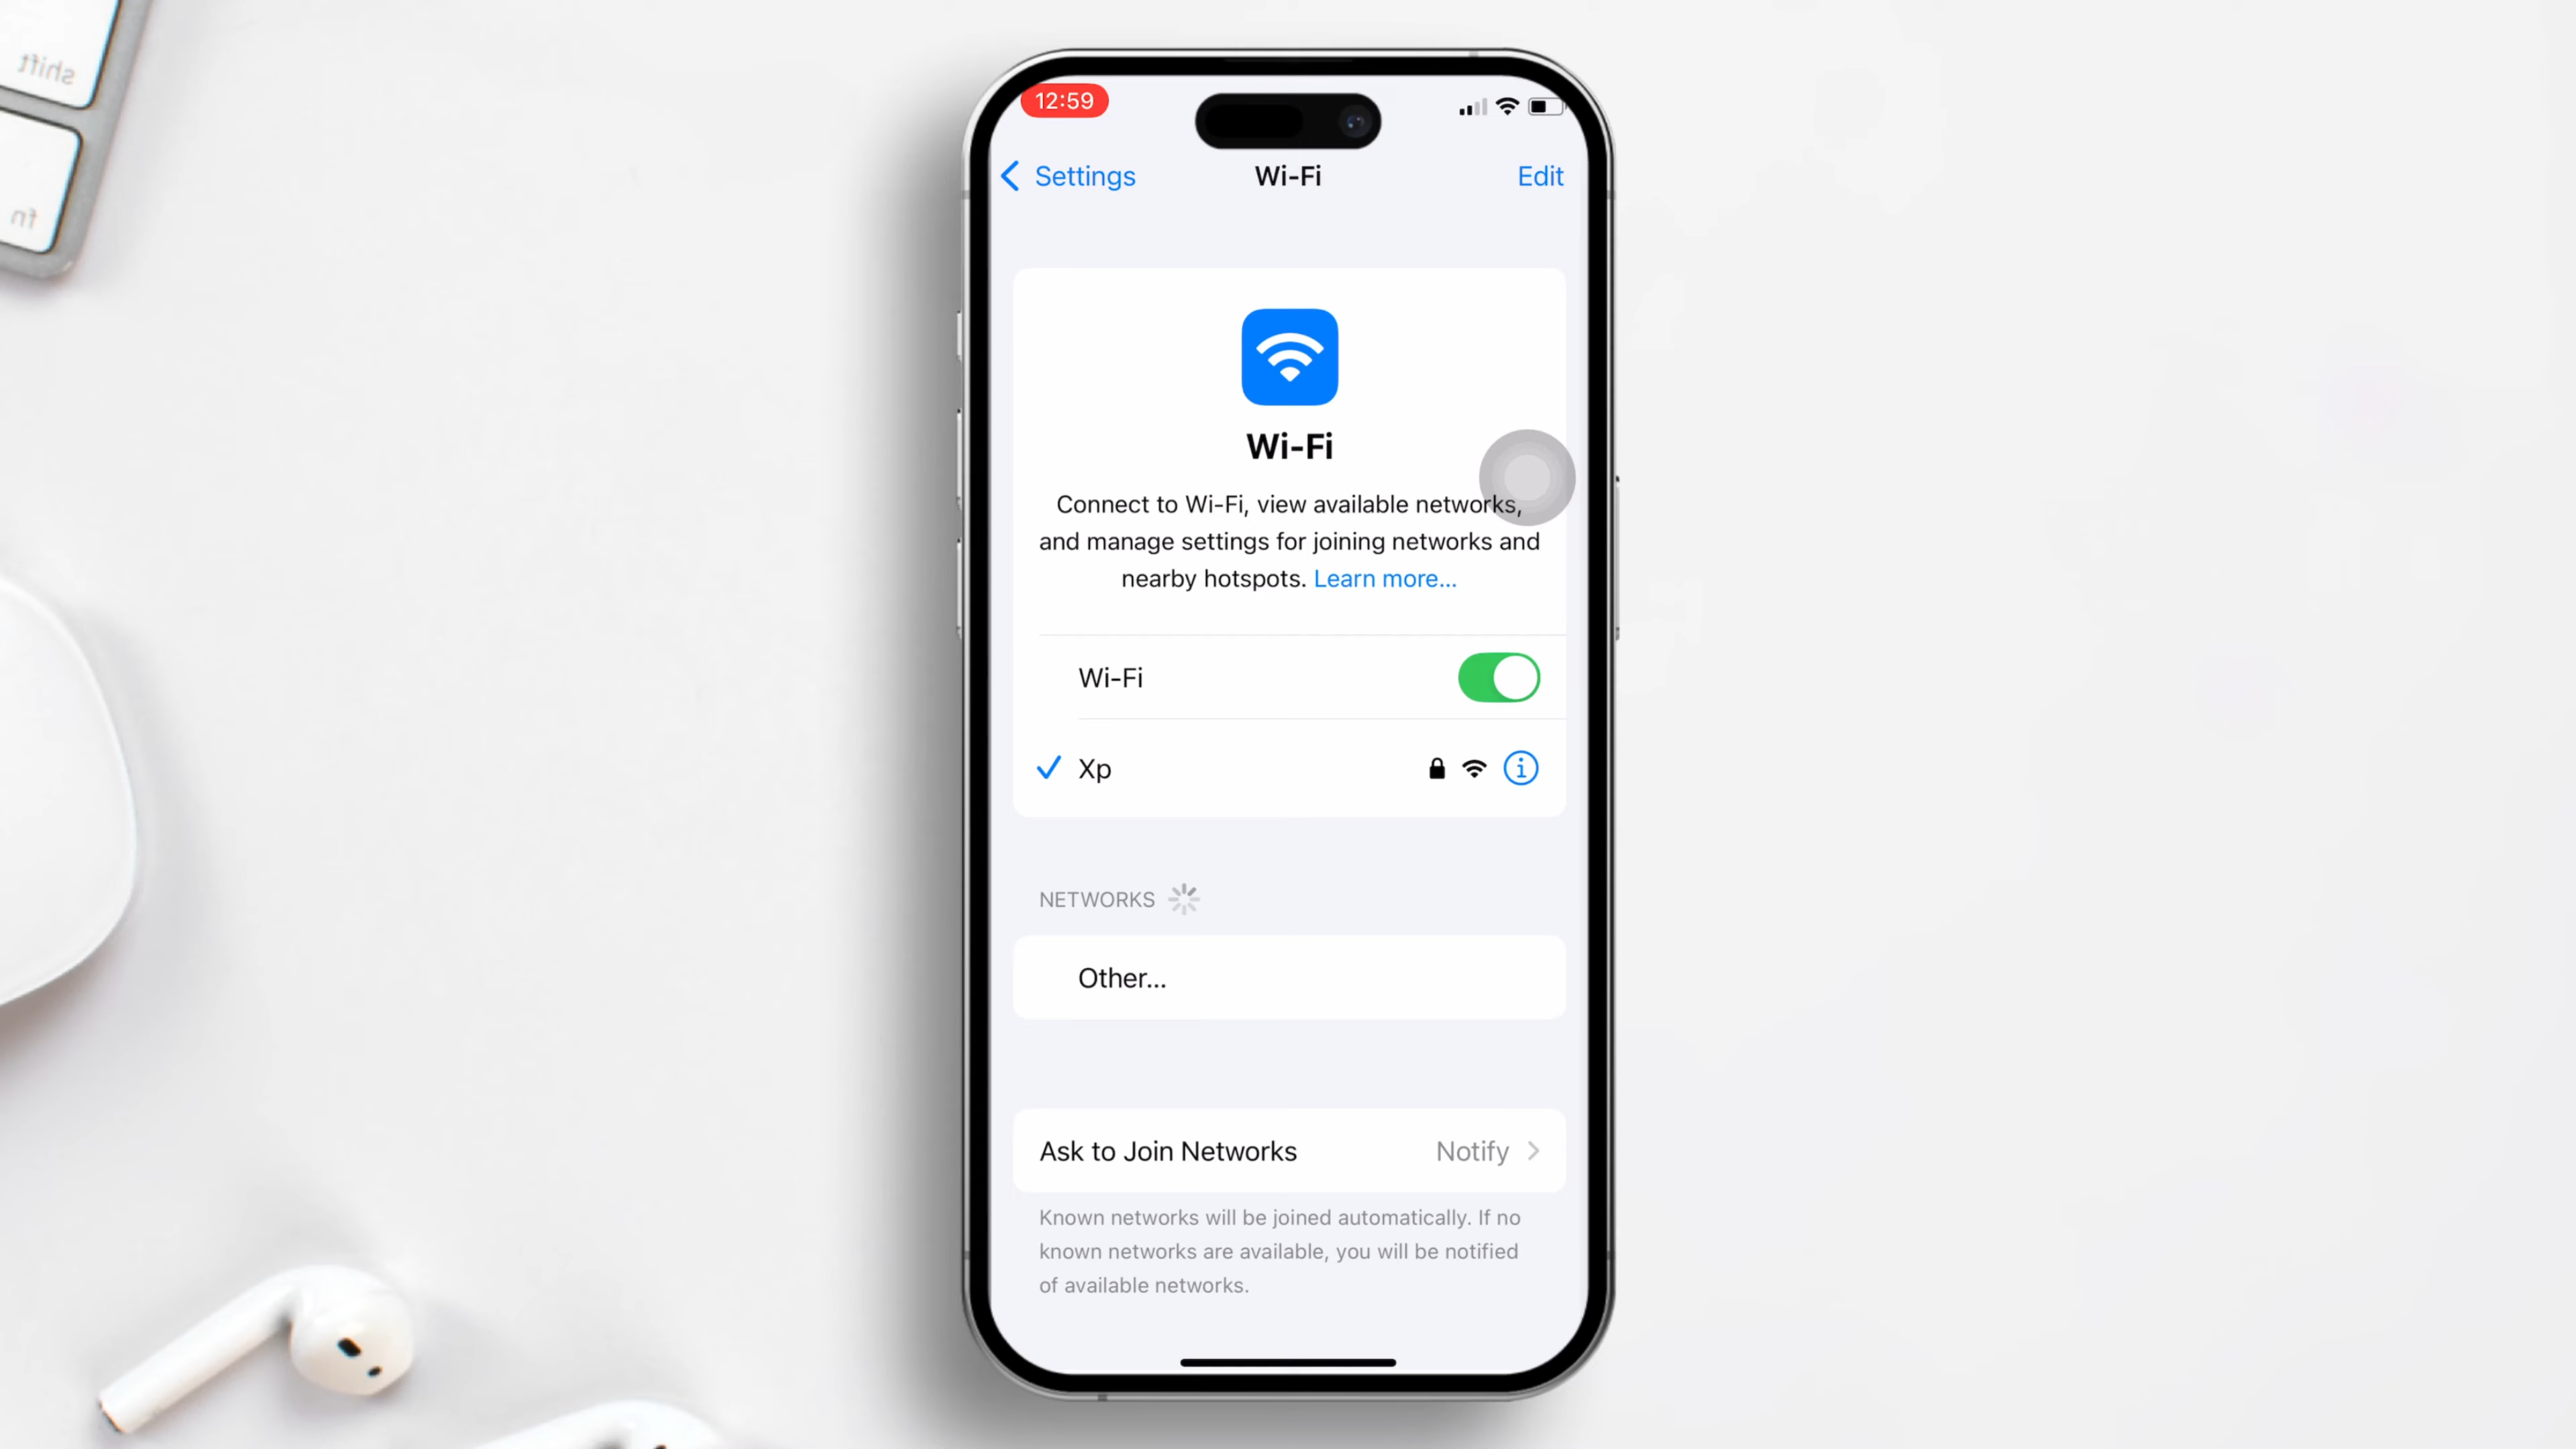 shift
fn
12:59
Settings
Wi-Fi
Edit
Wi-Fi
Connect to Wi-Fi, view available networks,
and manage settings for joining networks and
nearby hotspots. Learn more...
Wi-Fi
Xp
NETWORKS
Other...
Ask to Join Networks
Notify
Known networks will be joined automatically. If no
known networks are available, you will be notified
of available networks.